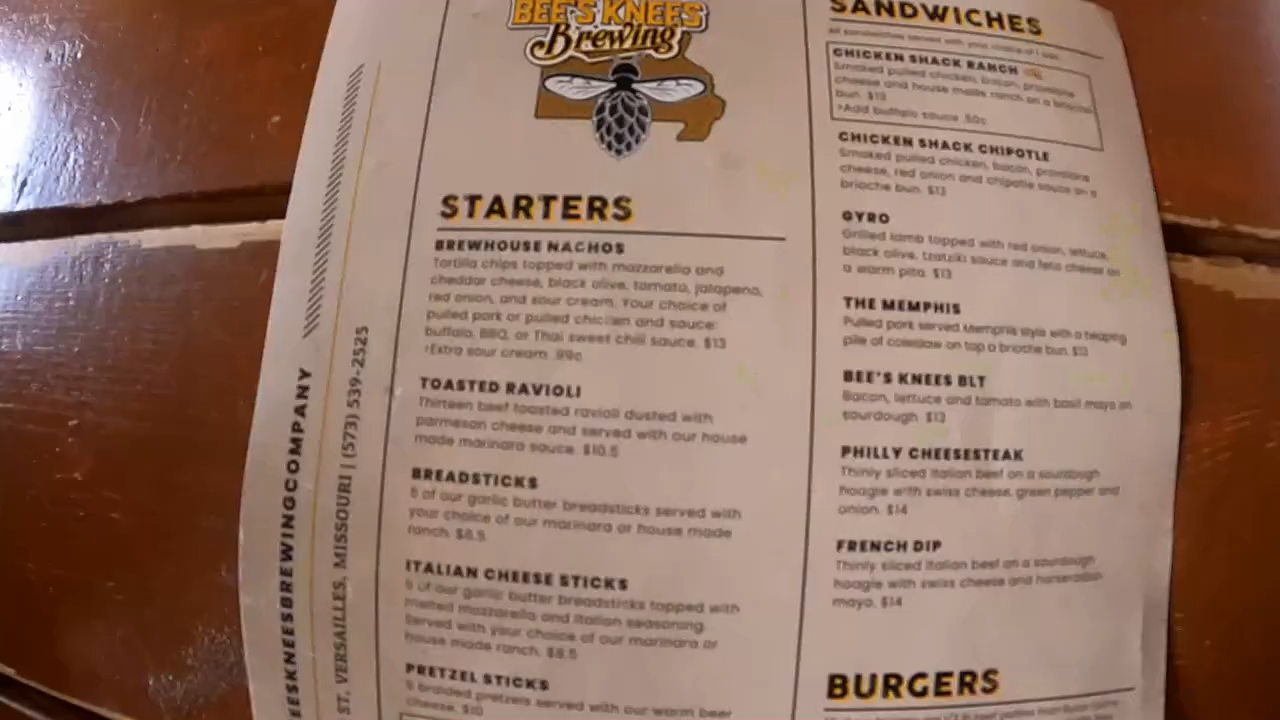 BEE'S KNEES
Brewing
STARTERS
BREWHOUSE NACHOS
Tortilla chips topped with mozzarella and
cheddar cheese, black olive, tomato, jalapeno,
red onion, and sour cream. Your choice of
pulled pork or pulled chicken and sauce:
buffalo, BBQ, or Thai sweet chili sauce. $13
+Extra sour cream .99c
TOASTED RAVIOLI
Thirteen beef toasted ravioli dusted with
parmesan cheese and served with our house
made marinara sauce. $10.5
BREADSTICKS
of our garlic butter breadsticks served with
your choice of our marinara or house made
ranch.
ITALIAN CHEESE STICKS
of our garlic butter breadsticks topped with
melted mozzarella and Italian seasoning.
Served with your choice of our marinara or
house made ranch.
PRETZEL STICKS
braided pretzels served with our warm beer
cheese. $10
SANDWICHES
All sandwiches served with your choice of 1 side.
CHICKEN SHACK RANCH
Smoked pulled chicken, bacon, provolone
cheese and house made ranch on a brioche
bun. $13
+Add buffalo sauce .50c
CHICKEN SHACK CHIPOTLE
Smoked pulled chicken, bacon, provolone
cheese, red onion and chipotle sauce on a
brioche bun. $13
GYRO
Grilled lamb topped with red onion, lettuce,
black olive, tzatziki sauce and feta cheese on
a warm pita. $13
THE MEMPHIS
Pulled pork served Memphis style with a heaping
pile of coleslaw on top a brioche bun. $13
BEE'S KNEES BLT
Bacon, lettuce and tomato with basil mayo on
sourdough. $13
PHILLY CHEESESTEAK
Thinly sliced Italian beef on a sourdough
hoagie with swiss cheese, green pepper and
onion. $14
FRENCH DIP
Thinly sliced Italian beef on a sourdough
hoagie with swiss cheese and horseradish
mayo. $14
BURGERS
EESKNEESBREWINGCOMPANY
ST. VERSAILLES, MISSOURI | (573) 539-2525